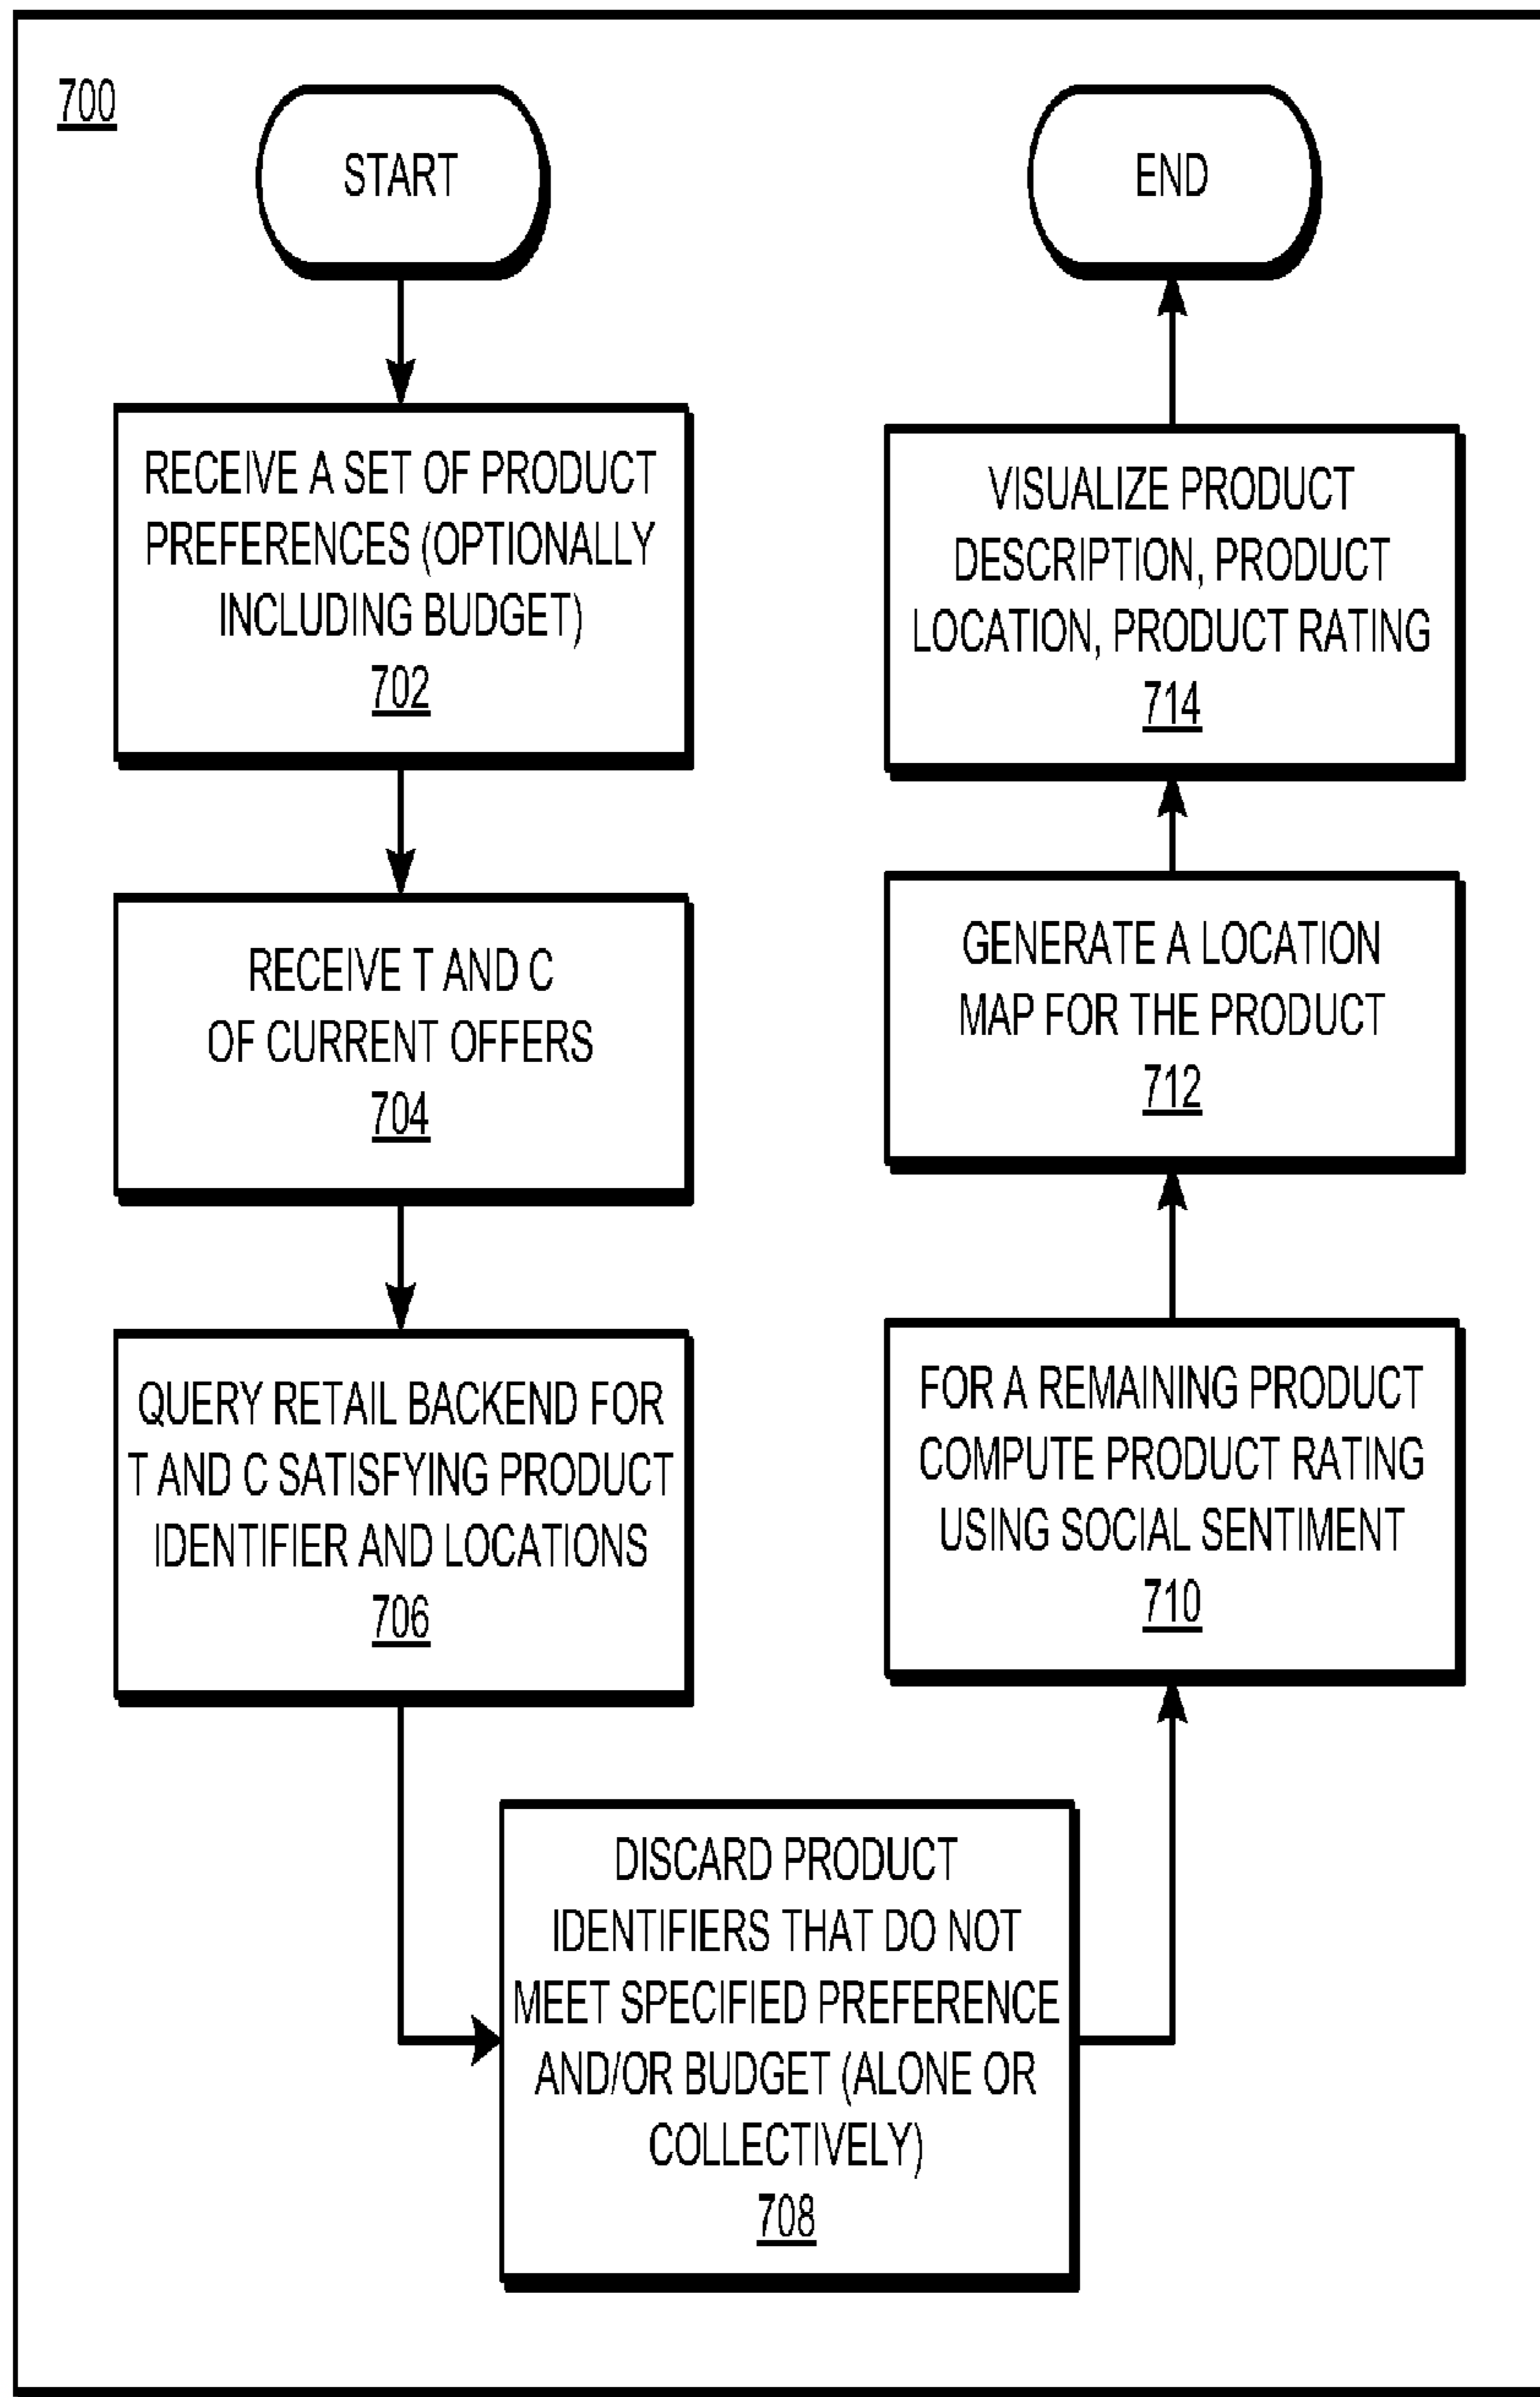 700
START
RECEIVE A SET OF PRODUCT
PREFERENCES (OPTIONALLY
INCLUDING BUDGET)
702
RECEIVE T AND C
OF CURRENT OFFERS
704
QUERY RETAIL BACKEND FOR
T AND C SATISFYING PRODUCT
IDENTIFIER AND LOCATIONS
706
DISCARD PRODUCT
IDENTIFIERS THAT DO NOT
MEET SPECIFIED PREFERENCE
AND/OR BUDGET (ALONE OR
COLLECTIVELY)
708
FOR A REMAINING PRODUCT
COMPUTE PRODUCT RATING
USING SOCIAL SENTIMENT
710
GENERATE A LOCATION
MAP FOR THE PRODUCT
712
VISUALIZE PRODUCT
DESCRIPTION, PRODUCT
LOCATION, PRODUCT RATING
714
END